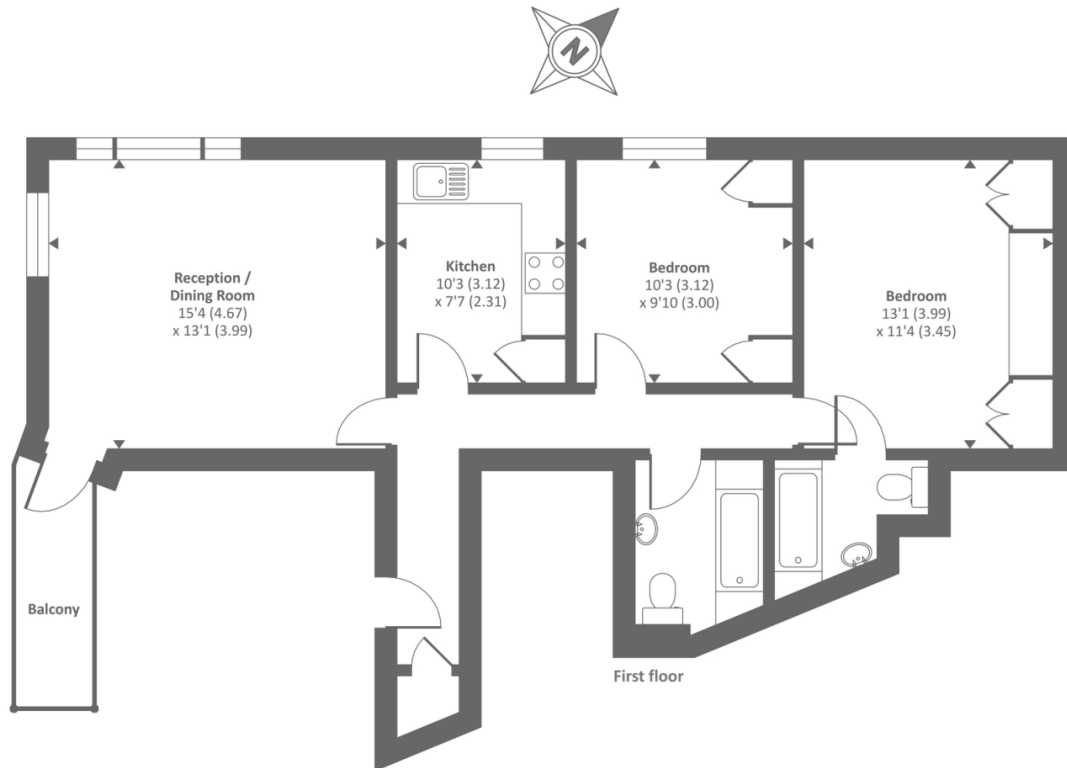 N
Reception /
Dining Room
15'4 (4.67)
x 13'1 (3.99)
Kitchen
10'3 (3.12)
x 7'7 (2.31)
Bedroom
10'3 (3.12)
x 9'10 (3.00)
Bedroom
13'1 (3.99)
x 11'4 (3.45)
Balcony
First floor